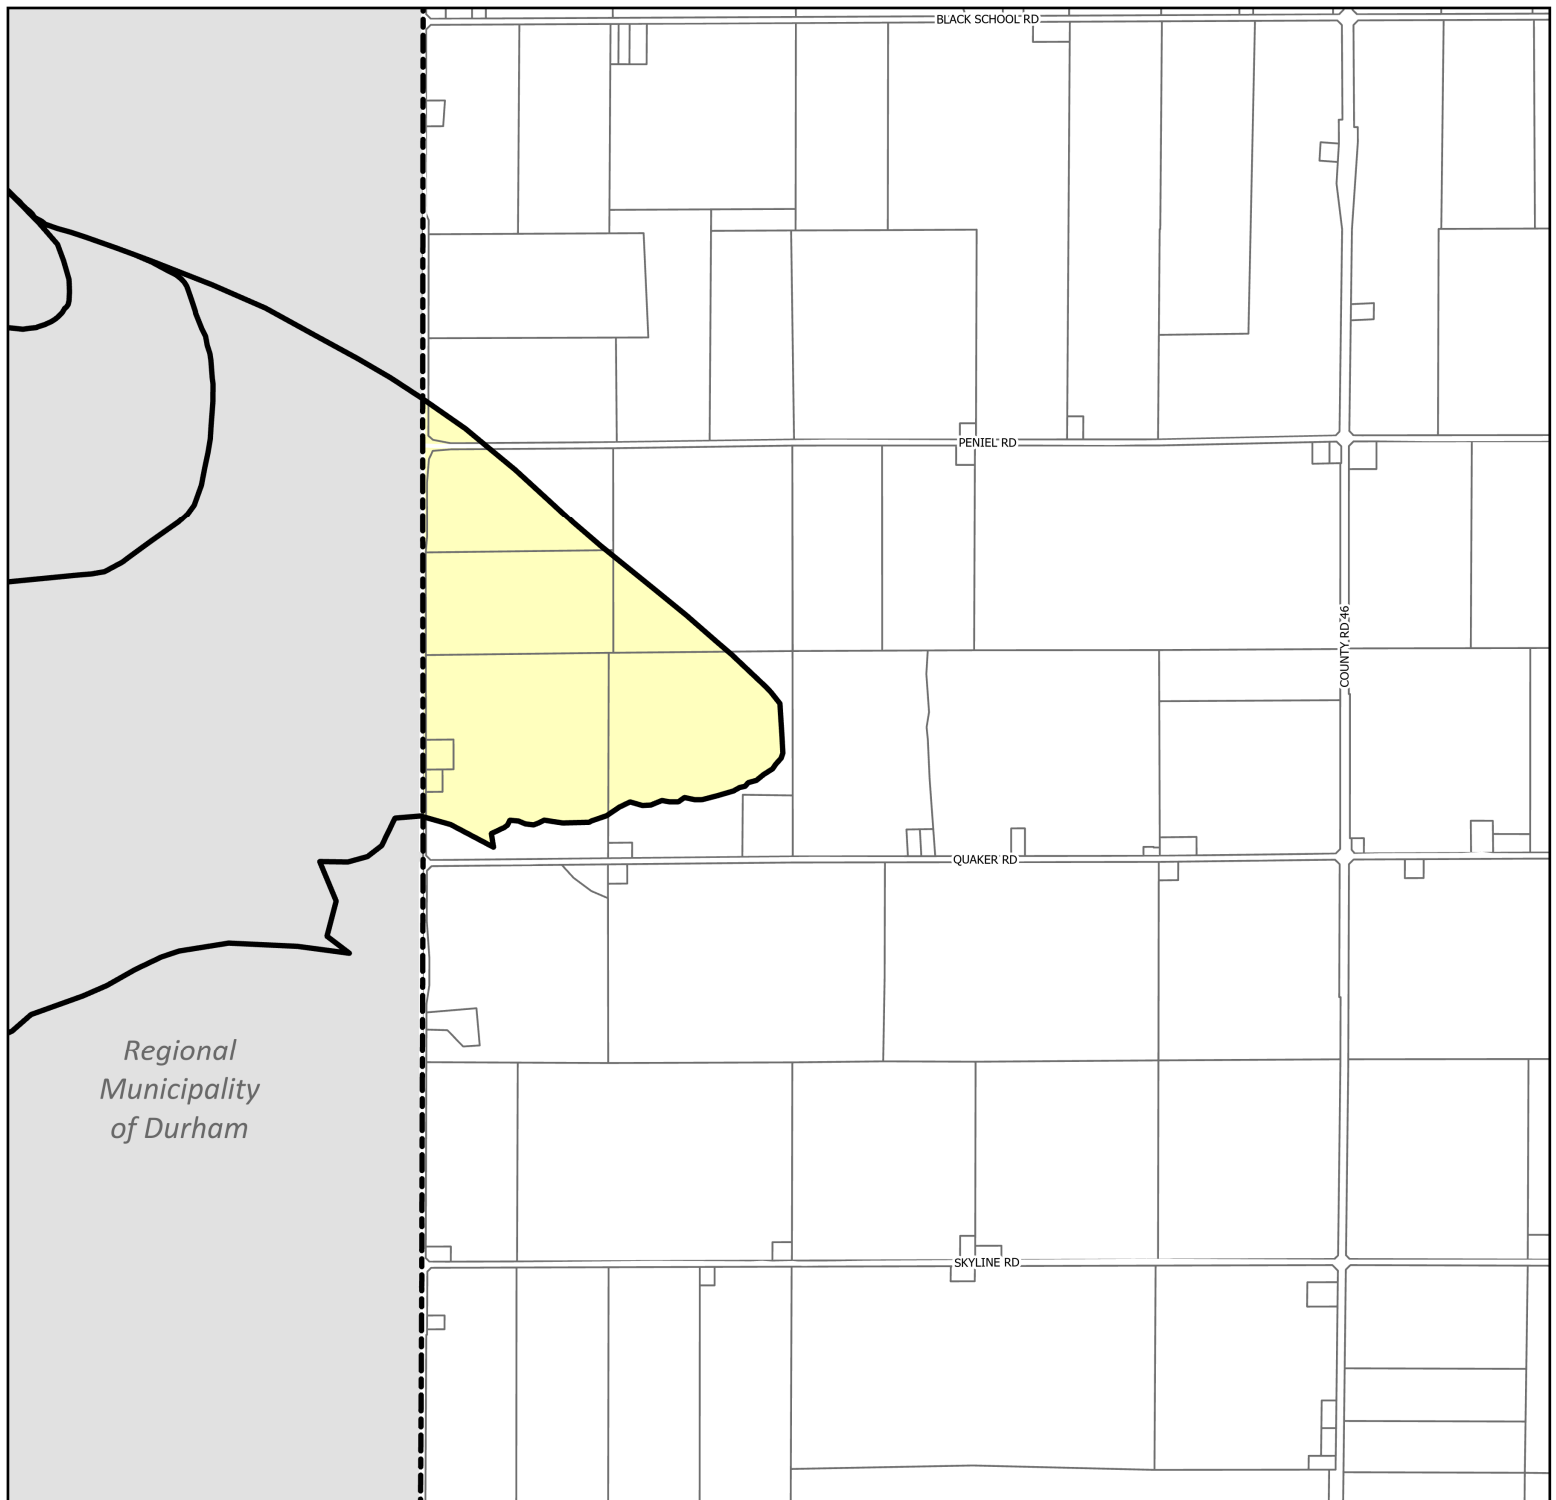 BLACK SCHOOL RD
PENIEL RD
COUNTY RD 46
QUAKER RD
Regional
Municipality
of Durham
SKYLINE RD